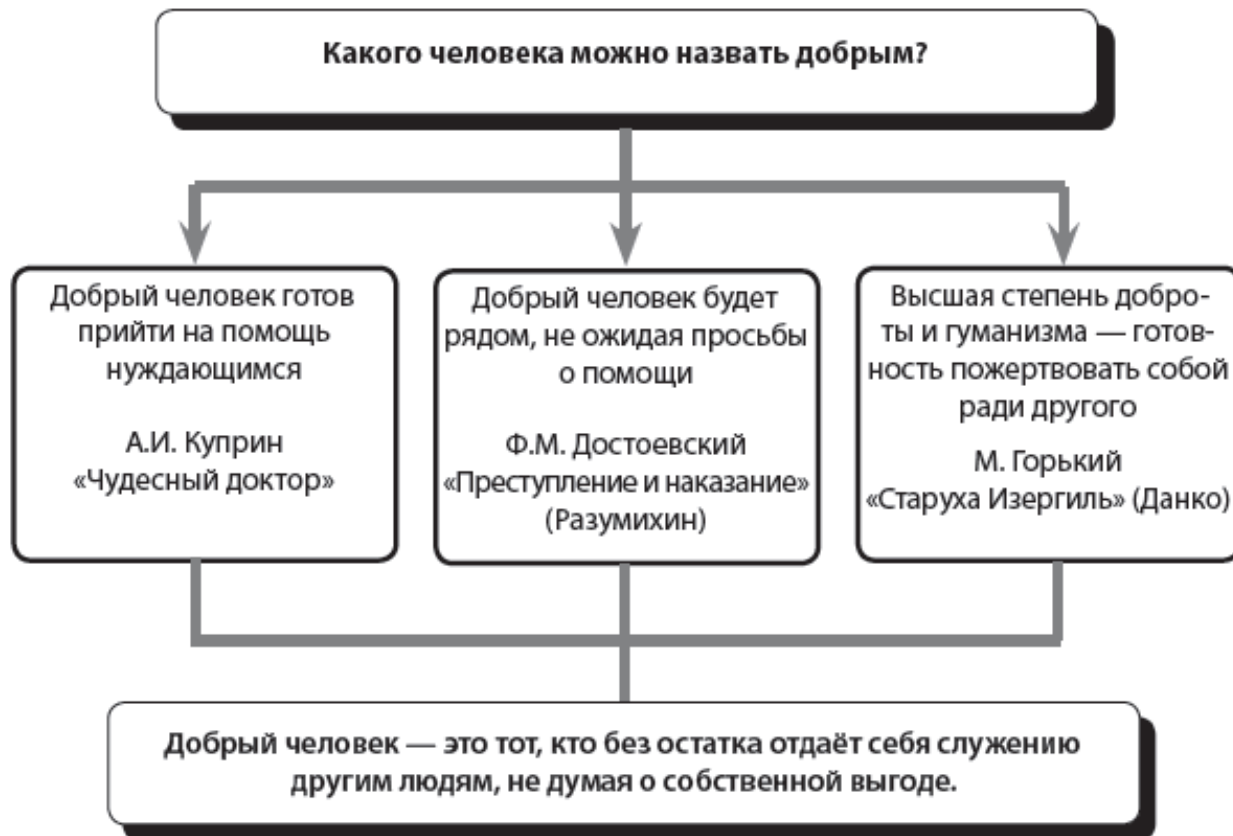 Какого человека можно назвать добрым?
Добрый человек готов
прийти на помощь
нуждающимся
А.И. Куприн
«Чудесный доктор»
Добрый человек будет
рядом, не ожидая просьбы
о помощи
Ф.М. Достоевский
«Преступление и наказание»
(Разумихин)
Высшая степень добро-
ты и гуманизма — готов-
ность пожертвовать собой
ради другого
М. Горький
«Старуха Изергиль» (Данко)
Добрый человек — это тот, кто без остатка отдаёт себя служению
другим людям, не думая о собственной выгоде.